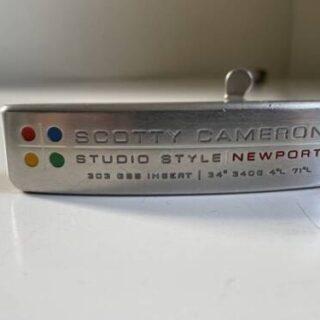 SCOTTY CAMERON
STUDIO STYLE | NEWPORT
303 GSS INSERT | 34" 340G 4°L 71°L